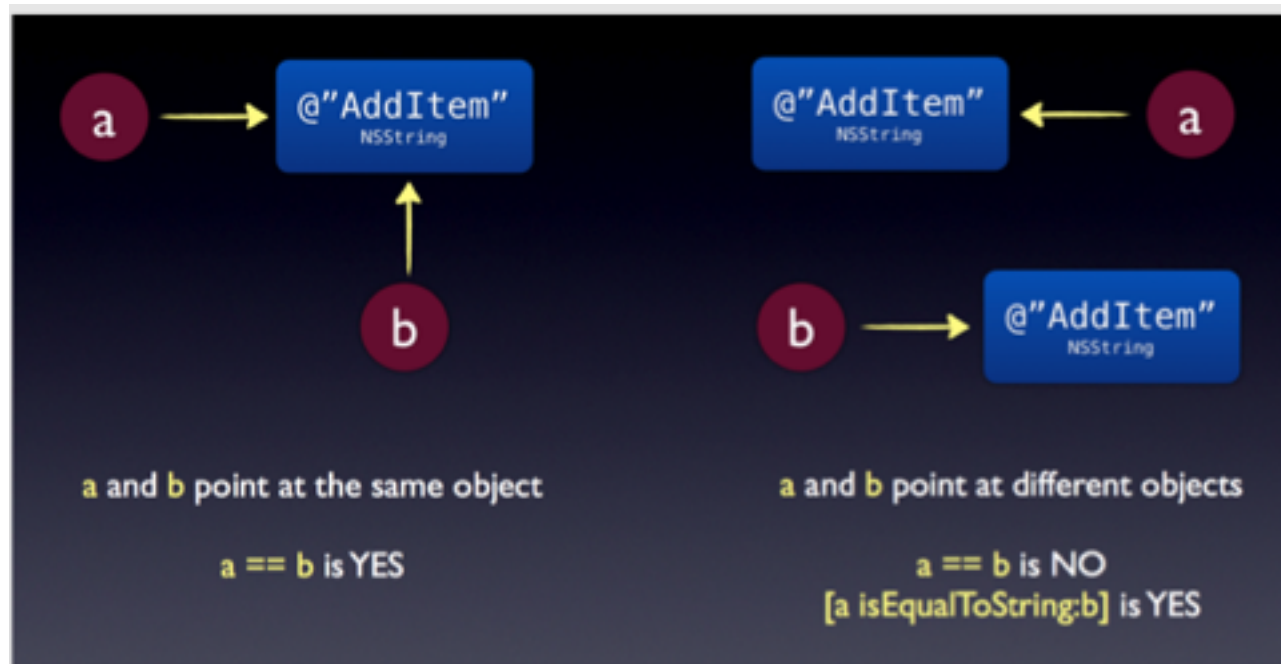 a
@"AddItem"
NSString
b
a and b point at the same object
a == b is YES
@"AddItem"
NSString
a
b
@"AddItem"
NSString
a and b point at different objects
a == b is NO
[a isEqualToString:b] is YES